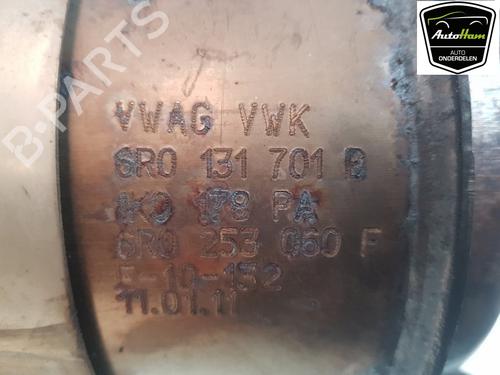 AutoHam
AUTO
ONDERDELEN
B-PARTS
VWAG VWK
6R0 131 701 B
1K0 178 PA
6R0 253 060 F
E-10-132
11.01.11